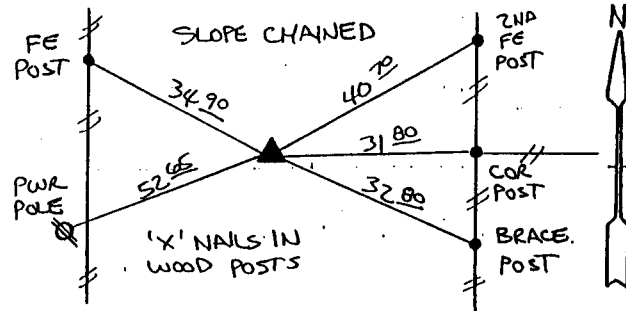 FE
POST
SLOPE CHAINED
2ND
FE
POST
N
34 90
40 70
31 80
52 65
32 80
COR
POST
PWR
POLE
'X' NAILS IN
WOOD POSTS
BRACE.
POST